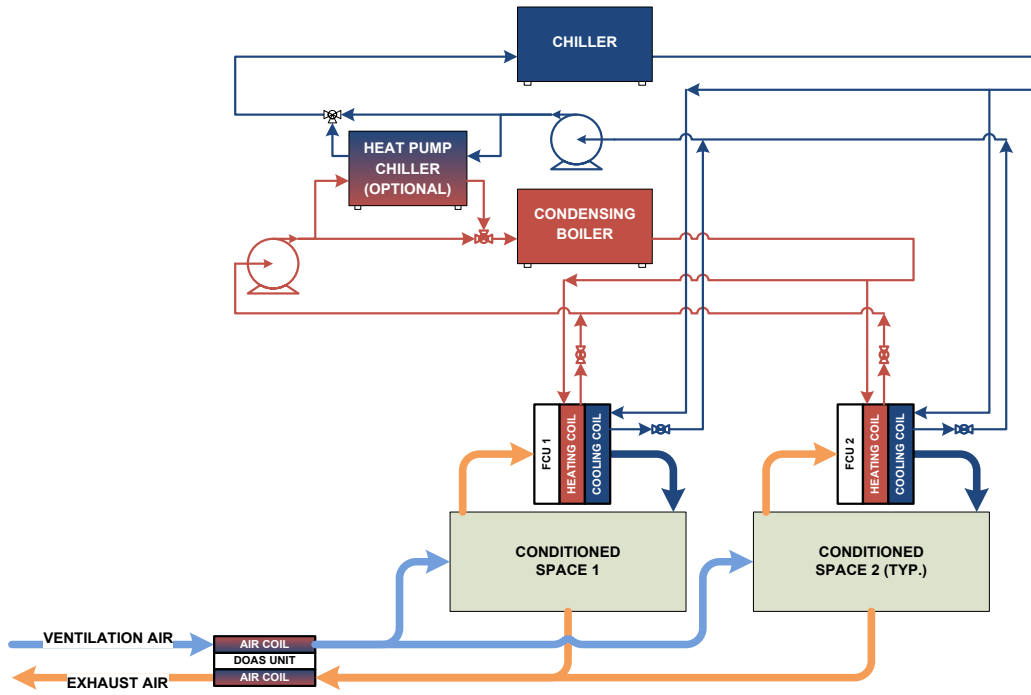 CHILLER
HEAT PUMP
CHILLER
(OPTIONAL)
CONDENSING
BOILER
FCU 1
HEATING COIL
COOLING COIL
FCU 2
HEATING COIL
COOLING COIL
CONDITIONED
SPACE 1
CONDITIONED
SPACE 2 (TYP.)
VENTILATION AIR
AIR COIL
DOAS UNIT
AIR COIL
EXHAUST AIR